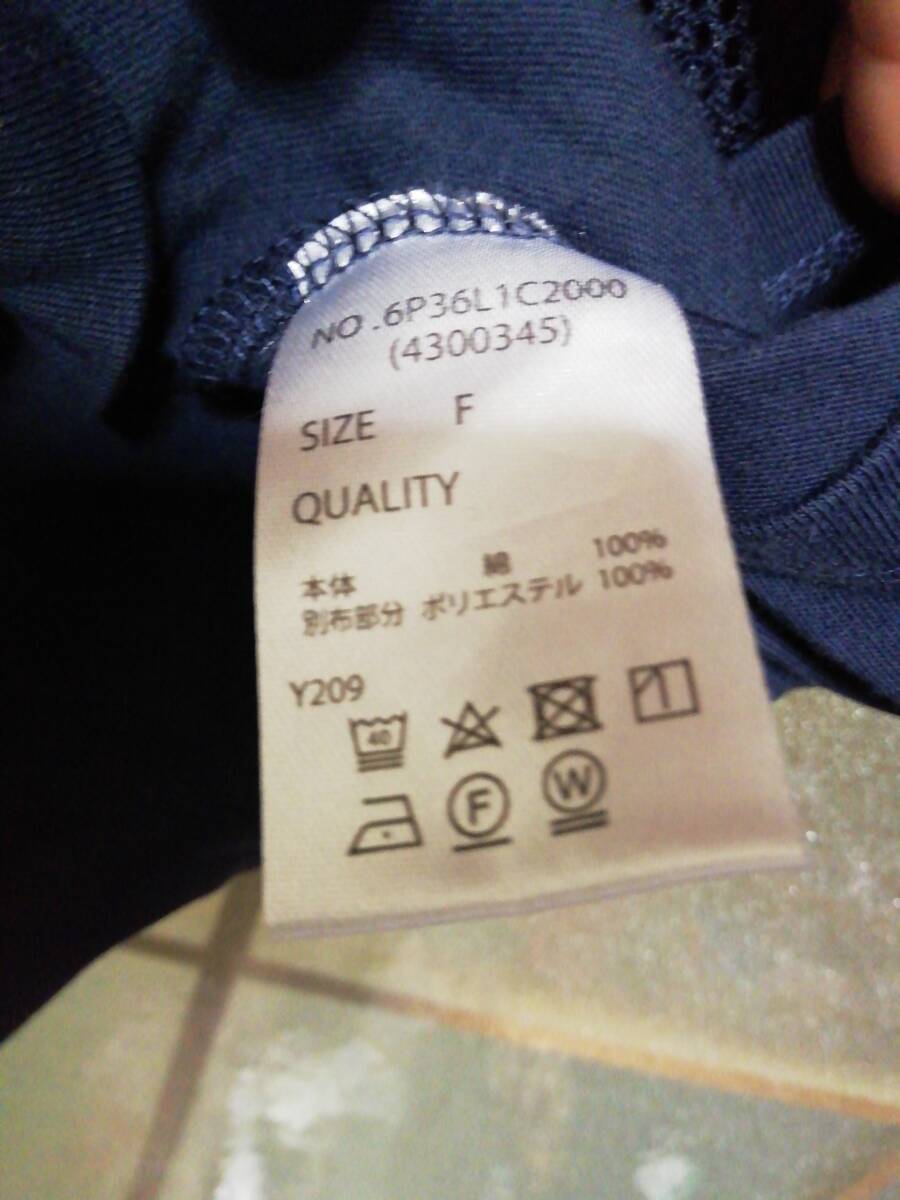 NO .6P36L1C2000
(4300345)
SIZE F
QUALITY
本体 綿 100%
別布部分 ポリエステル 100%
Y209
40
F W